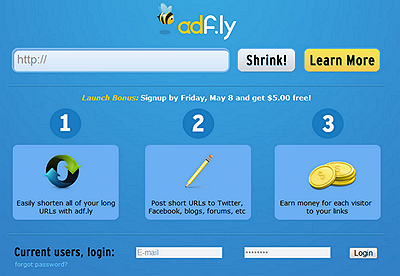 adf.ly
http://
Shrink!
Learn More
Launch Bonus: Signup by Friday, May 8 and get $5.00 free!
1
2
3
Easily shorten all of your long
URLs with adf.ly
Post short URLs to Twitter,
Facebook, blogs, forums, etc
Earn money for each visitor
to your links
Current users, login:
E-mail
********
Login
forgot password?